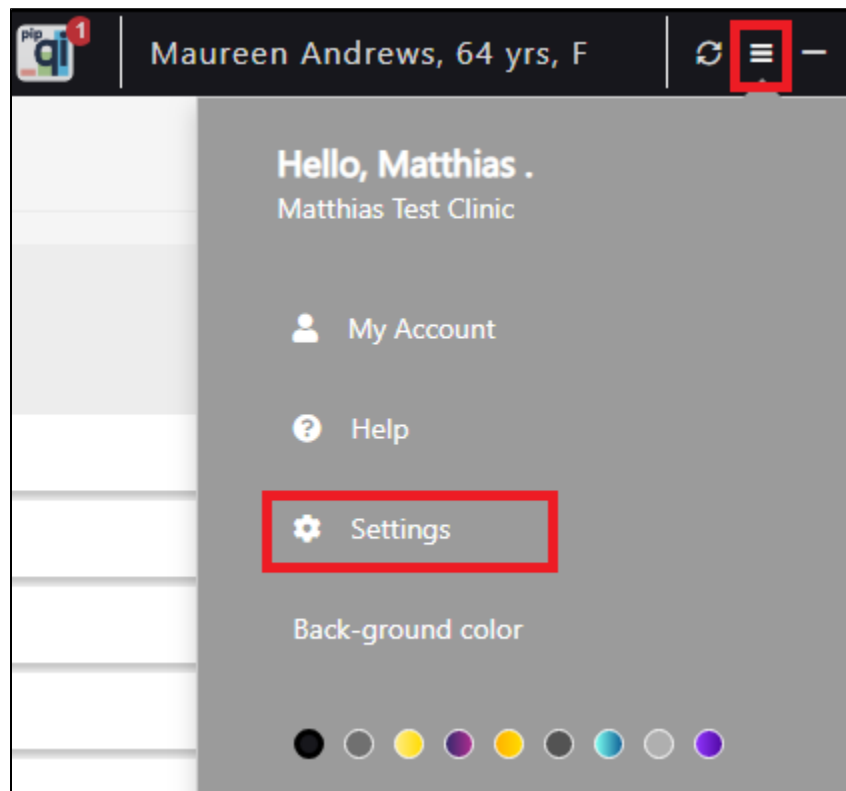 pip
qi
1
Maureen Andrews, 64 yrs, F
Hello, Matthias .
Matthias Test Clinic
My Account
? Help
Settings
Back-ground color